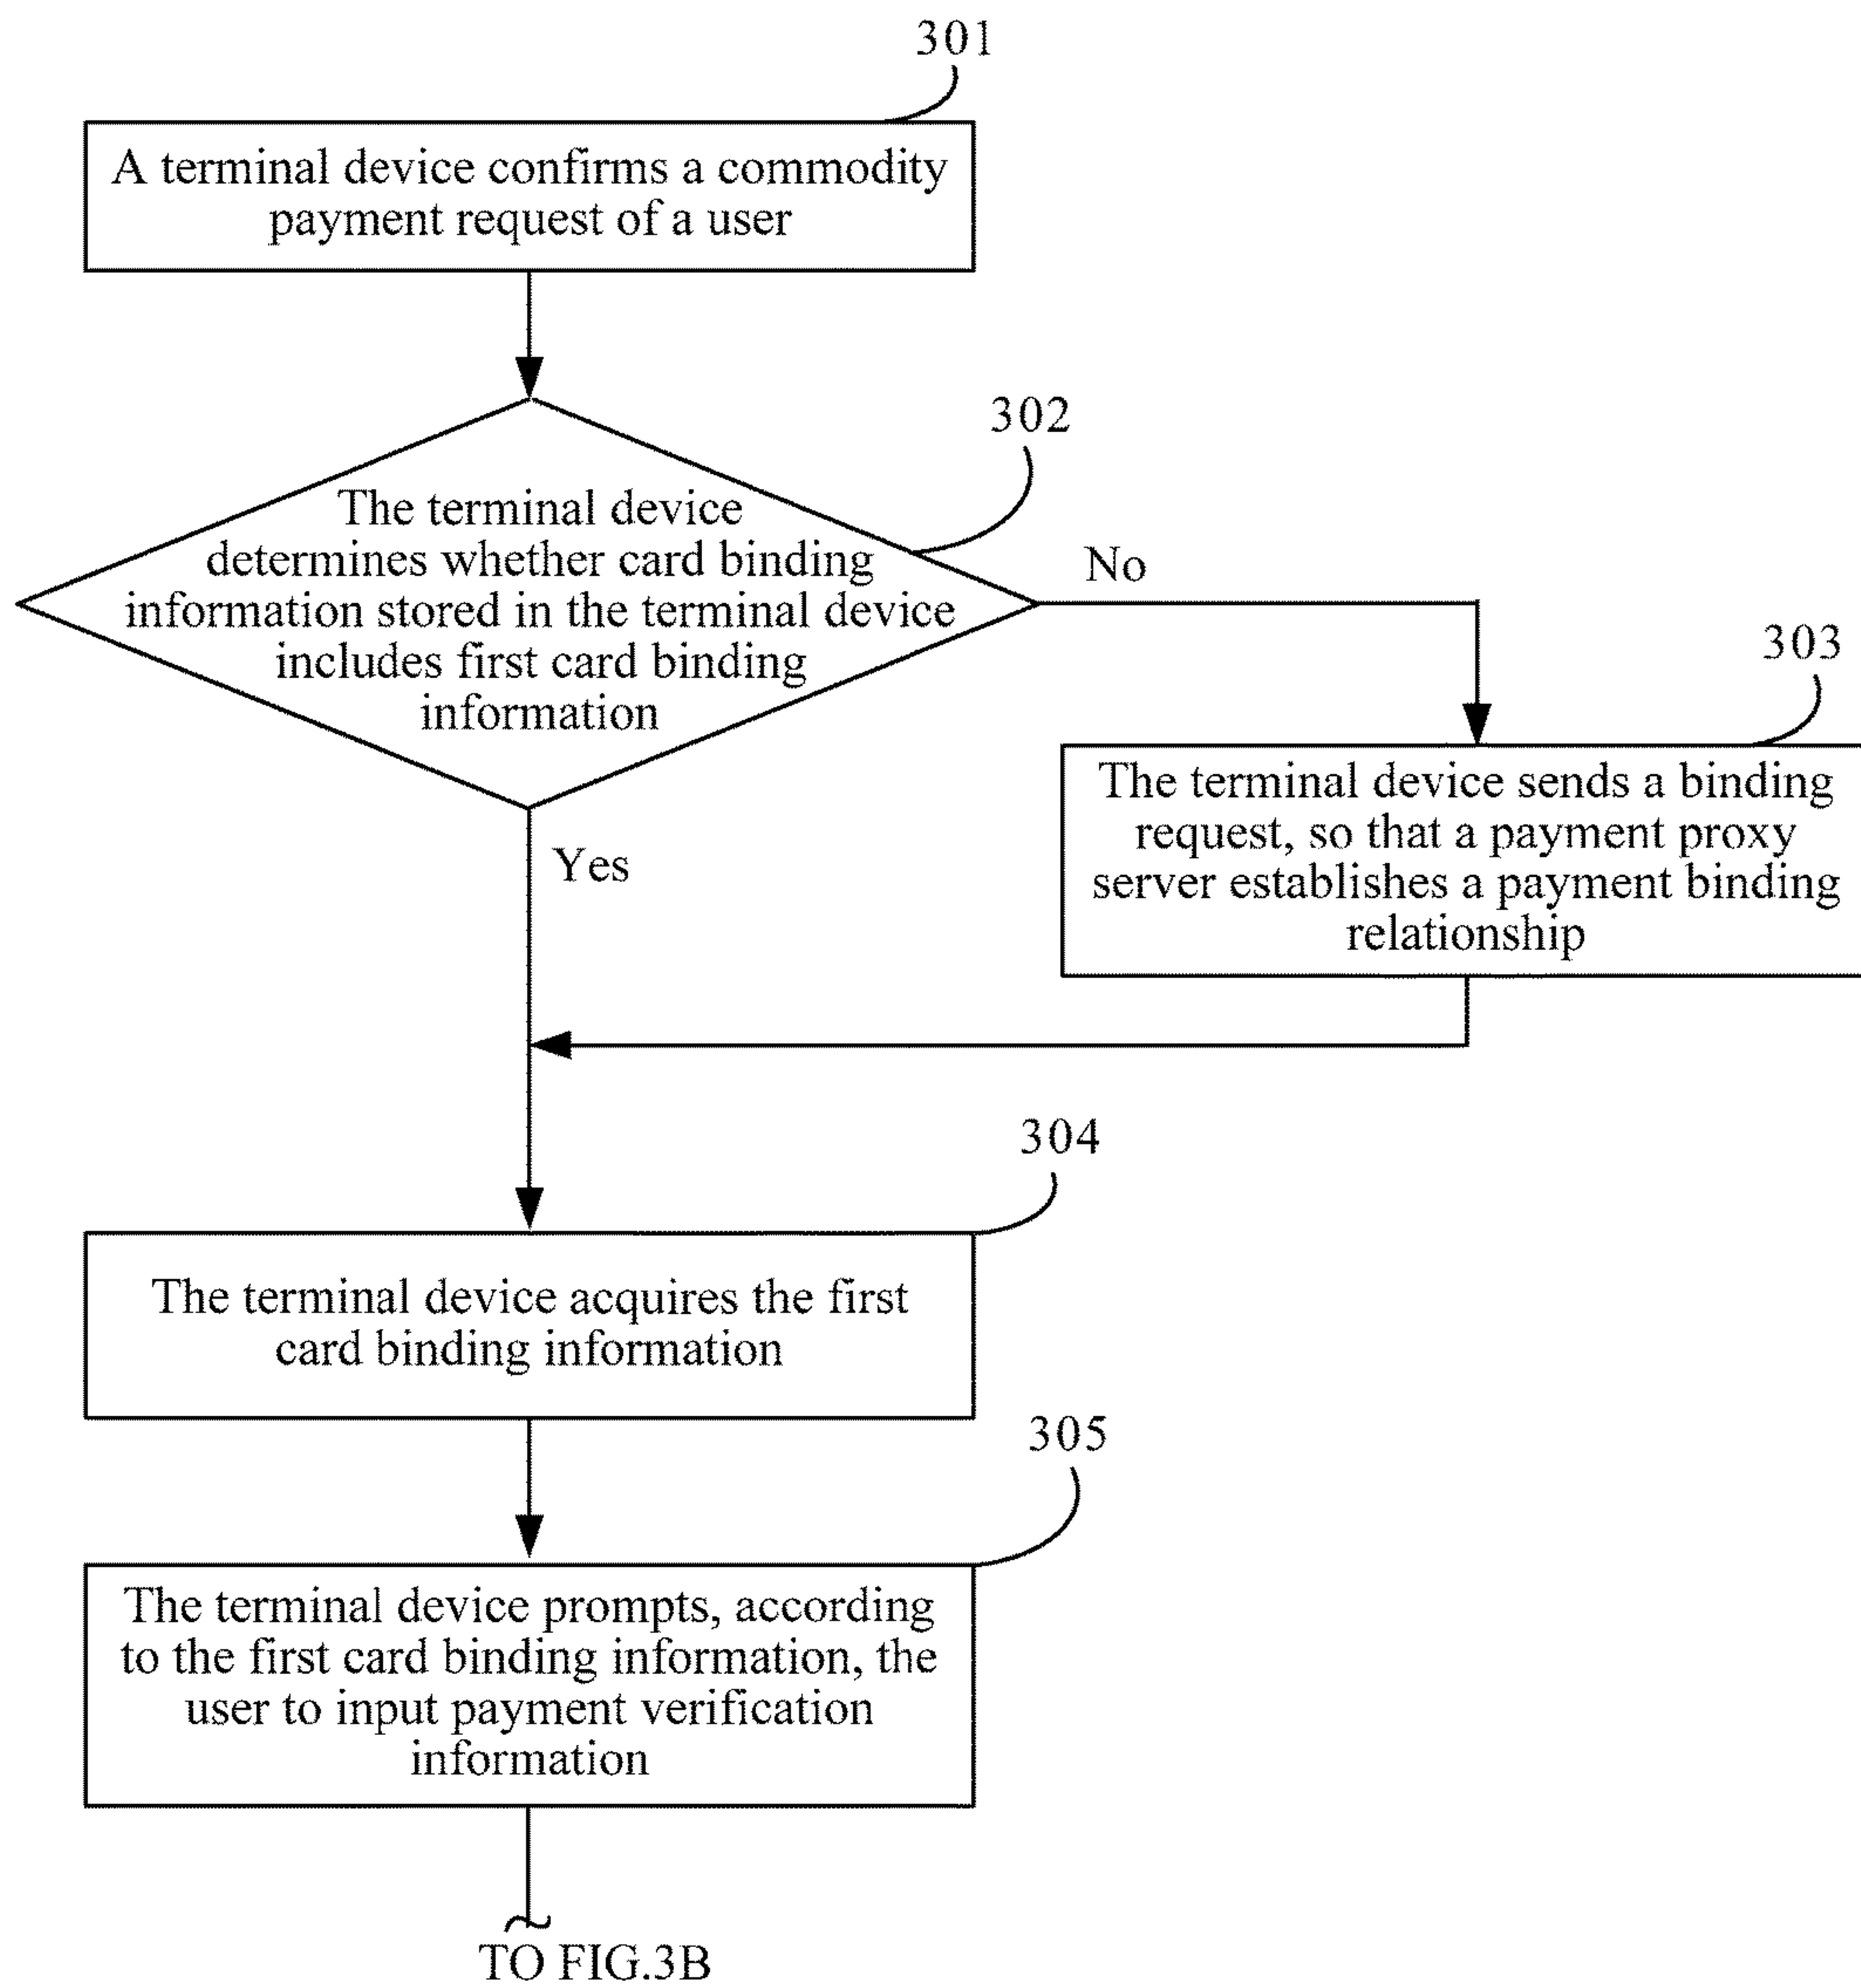 301
A terminal device confirms a commodity
payment request of a user
302
The terminal device
determines whether card binding
information stored in the terminal device
includes first card binding
information
No
303
The terminal device sends a binding
request, so that a payment proxy
server establishes a payment binding
relationship
Yes
304
The terminal device acquires the first
card binding information
305
The terminal device prompts, according
to the first card binding information, the
user to input payment verification
information
TO FIG.3B